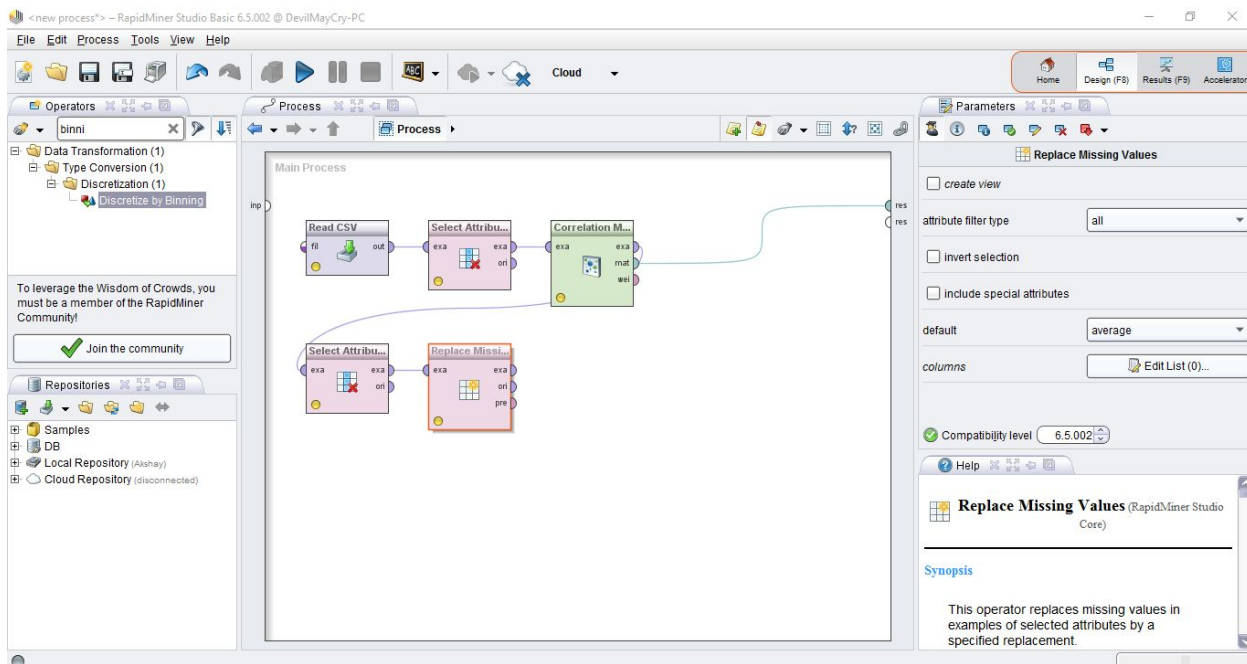 <new process*> – RapidMiner Studio Basic 6.5.002 @ DevilMayCry-PC
File Edit Process Tools View Help
ABC
Cloud
Home
Design (F8)
Results (F9)
Accelerator
Operators
binni
Data Transformation (1)
Type Conversion (1)
Discretization (1)
Discretize by Binning
To leverage the Wisdom of Crowds, you
must be a member of the RapidMiner
Community!
Join the community
Repositories
Samples
DB
Local Repository (Akshay)
Cloud Repository (disconnected)
Process
Process
Main Process
inp
res
res
Read CSV
fil out
Select Attribu...
exa exa
ori
Correlation M...
exa exa
mat
wei
Select Attribu...
exa exa
ori
Replace Missi...
exa exa
ori
pre
Parameters
Replace Missing Values
create view
attribute filter type all
invert selection
include special attributes
default average
columns Edit List (0)...
Compatibility level 6.5.002
Help
Replace Missing Values (RapidMiner Studio
Core)
Synopsis
This operator replaces missing values in
examples of selected attributes by a
specified replacement.